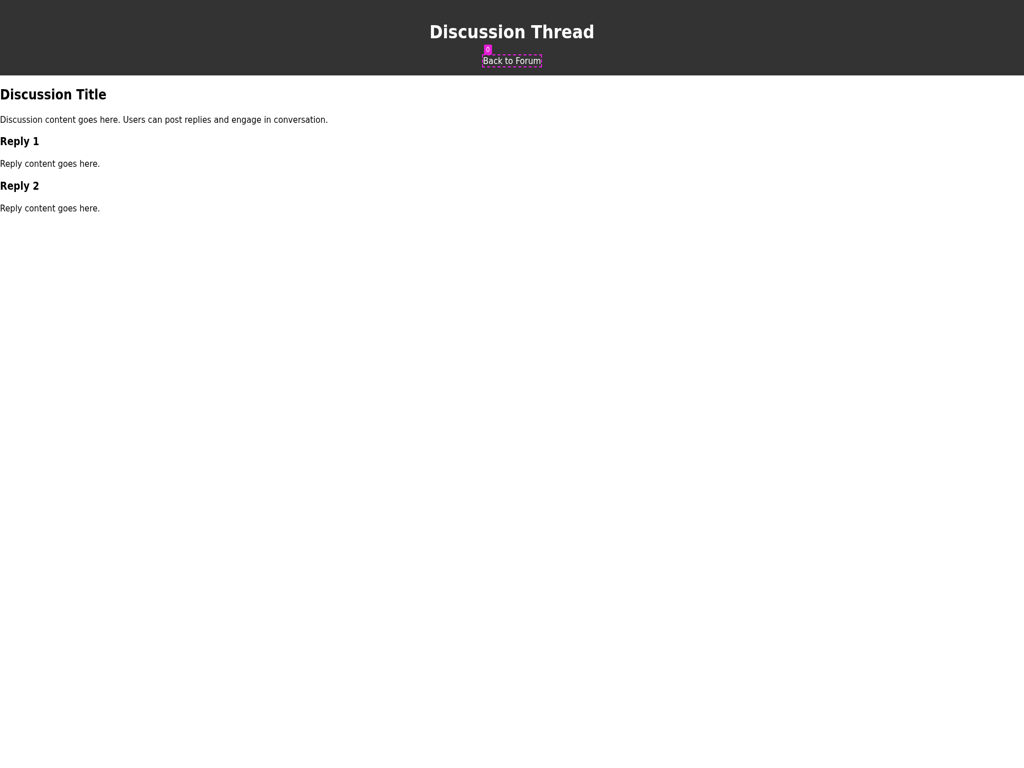 Discussion Thread
0
Back to Forum
Discussion Title
Discussion content goes here. Users can post replies and engage in conversation.
Reply 1
Reply content goes here.
Reply 2
Reply content goes here.